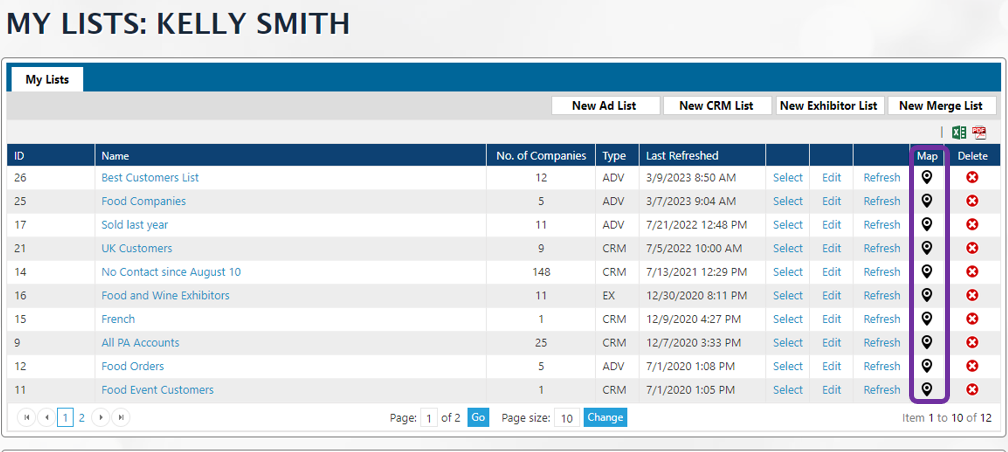 MY LISTS: KELLY SMITH
My Lists
New Ad List New CRM List New Exhibitor List New Merge List
PDF
ID Name No. of Companies Type Last Refreshed Map Delete
26 Best Customers List 12 ADV 3/9/2023 8:50 AM Select Edit Refresh
25 Food Companies 5 ADV 3/7/2023 9:04 AM Select Edit Refresh
17 Sold last year 11 ADV 7/21/2022 12:48 PM Select Edit Refresh
21 UK Customers 9 CRM 7/5/2022 10:00 AM Select Edit Refresh
14 No Contact since August 10 148 CRM 7/13/2021 12:29 PM Select Edit Refresh
16 Food and Wine Exhibitors 11 EX 12/30/2020 8:11 PM Select Edit Refresh
15 French 1 CRM 12/9/2020 4:27 PM Select Edit Refresh
9 All PA Accounts 25 CRM 12/7/2020 3:33 PM Select Edit Refresh
12 Food Orders 5 ADV 7/1/2020 1:08 PM Select Edit Refresh
11 Food Event Customers 1 CRM 7/1/2020 1:05 PM Select Edit Refresh
1 2 Page: 1 of 2 Go Page size: 10 Change Item 1 to 10 of 12